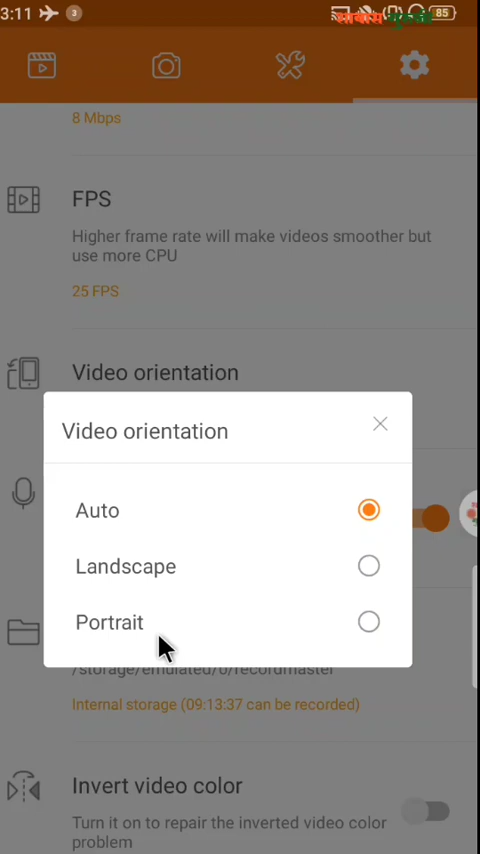 3:11
3
85
8 Mbps
FPS
Higher frame rate will make videos smoother but
use more CPU
25 FPS
Video orientation
Video orientation
Auto
Landscape
Portrait
/storage/emulated/0/recordmaster
Internal storage (09:13:37 can be recorded)
Invert video color
Turn it on to repair the inverted video color
problem